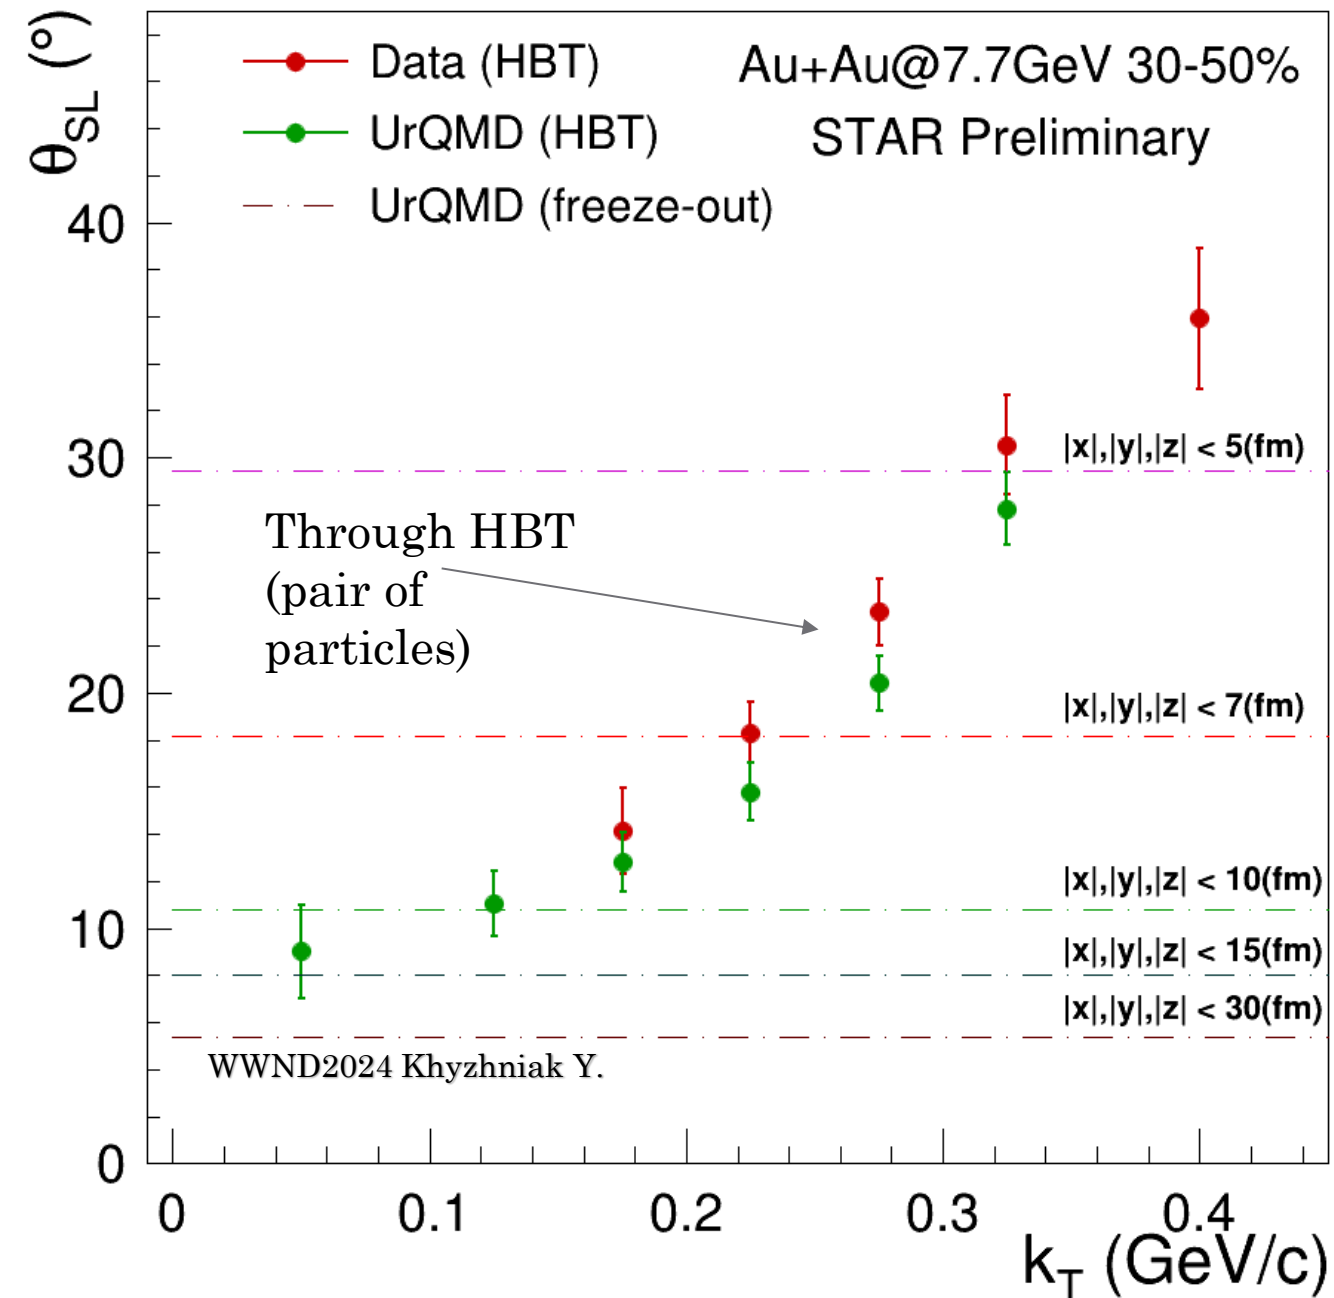 θSL (°)
Data (HBT)
UrQMD (HBT)
UrQMD (freeze-out)
Au+Au@7.7GeV 30-50%
STAR Preliminary
40
30
20
10
0
|x|,|y|,|z| < 5(fm)
Through HBT
(pair of
particles)
|x|,|y|,|z| < 7(fm)
|x|,|y|,|z| < 10(fm)
|x|,|y|,|z| < 15(fm)
|x|,|y|,|z| < 30(fm)
WWND2024 Khyzhniak Y.
0 0.1 0.2 0.3 0.4
kT (GeV/c)